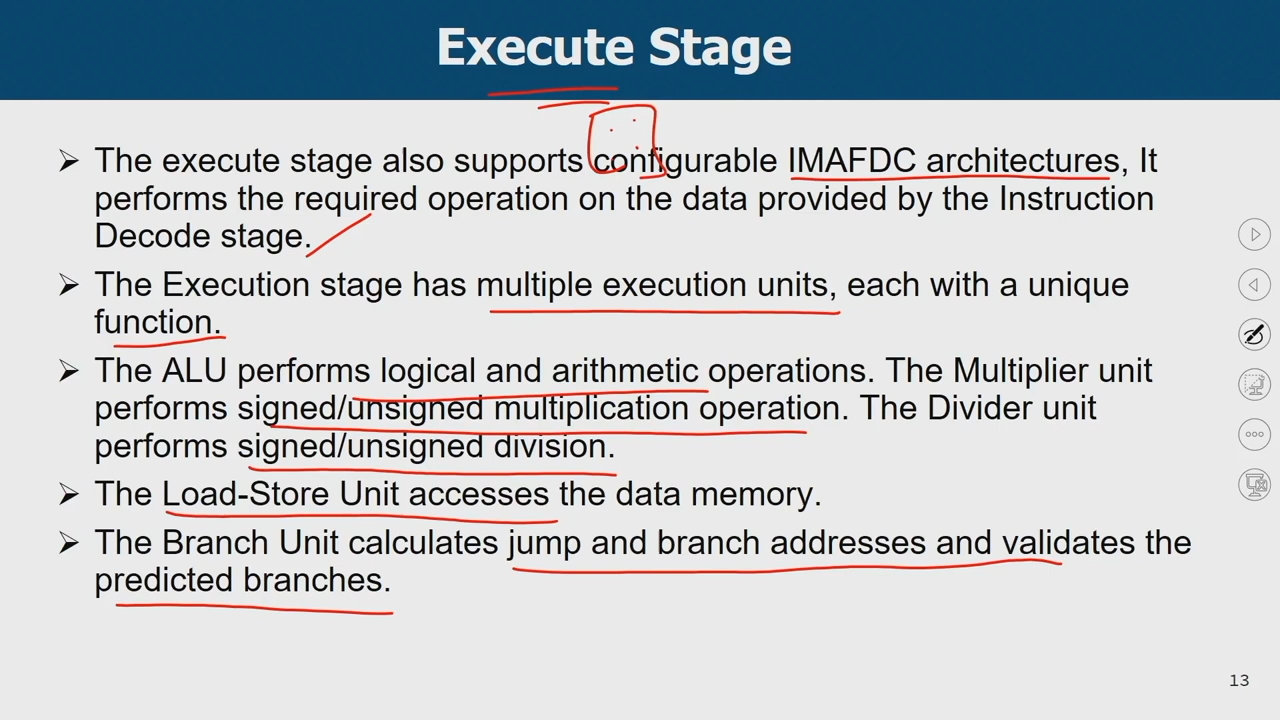 Execute Stage
➢ The execute stage also supports configurable IMAFDC architectures, It
performs the required operation on the data provided by the Instruction
Decode stage.
➢ The Execution stage has multiple execution units, each with a unique
function.
➢ The ALU performs logical and arithmetic operations. The Multiplier unit
performs signed/unsigned multiplication operation. The Divider unit
performs signed/unsigned division.
➢ The Load-Store Unit accesses the data memory.
➢ The Branch Unit calculates jump and branch addresses and validates the
predicted branches.
13